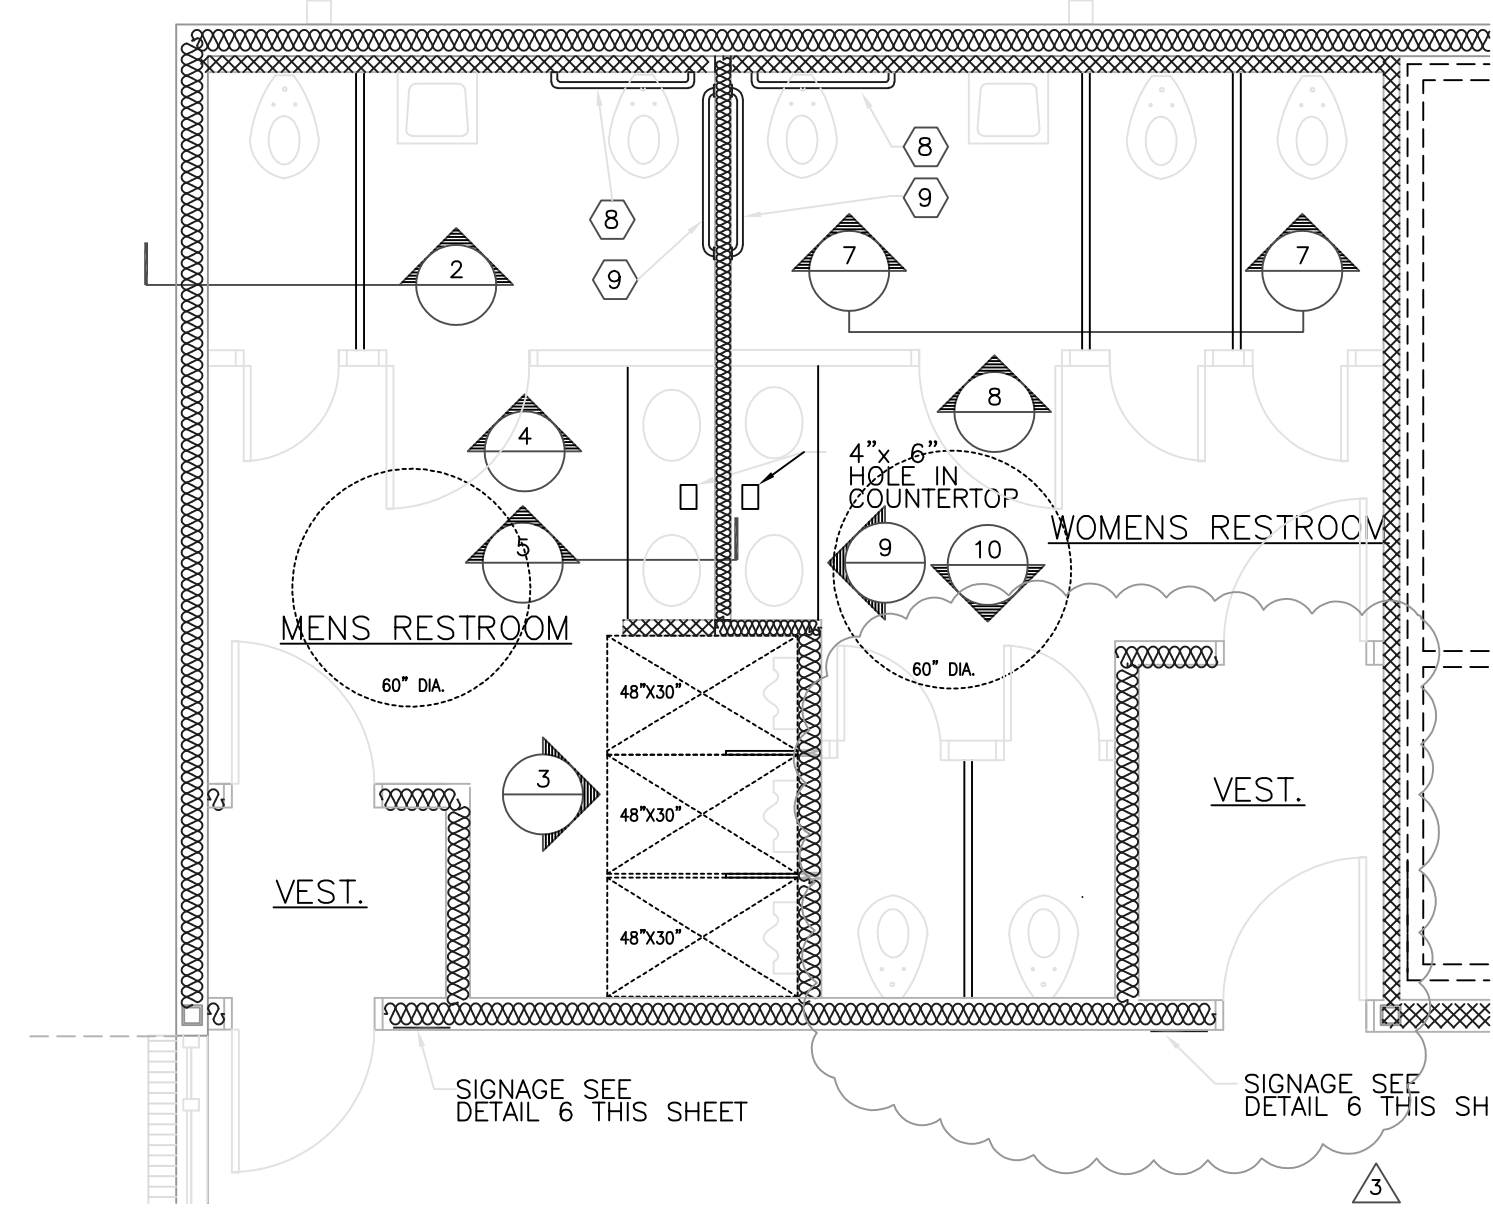 8
9
8
9
2
7
7
8
4
4”x 6”
HOLE IN
COUNTERTOP
5
9
10
WOMENS RESTROOM
MENS RESTROOM
60” DIA.
60” DIA.
48”X30”
3
48”X30”
VEST.
VEST.
48”X30”
SIGNAGE SEE
DETAIL 6 THIS SHEET
SIGNAGE SEE
DETAIL 6 THIS SH
3